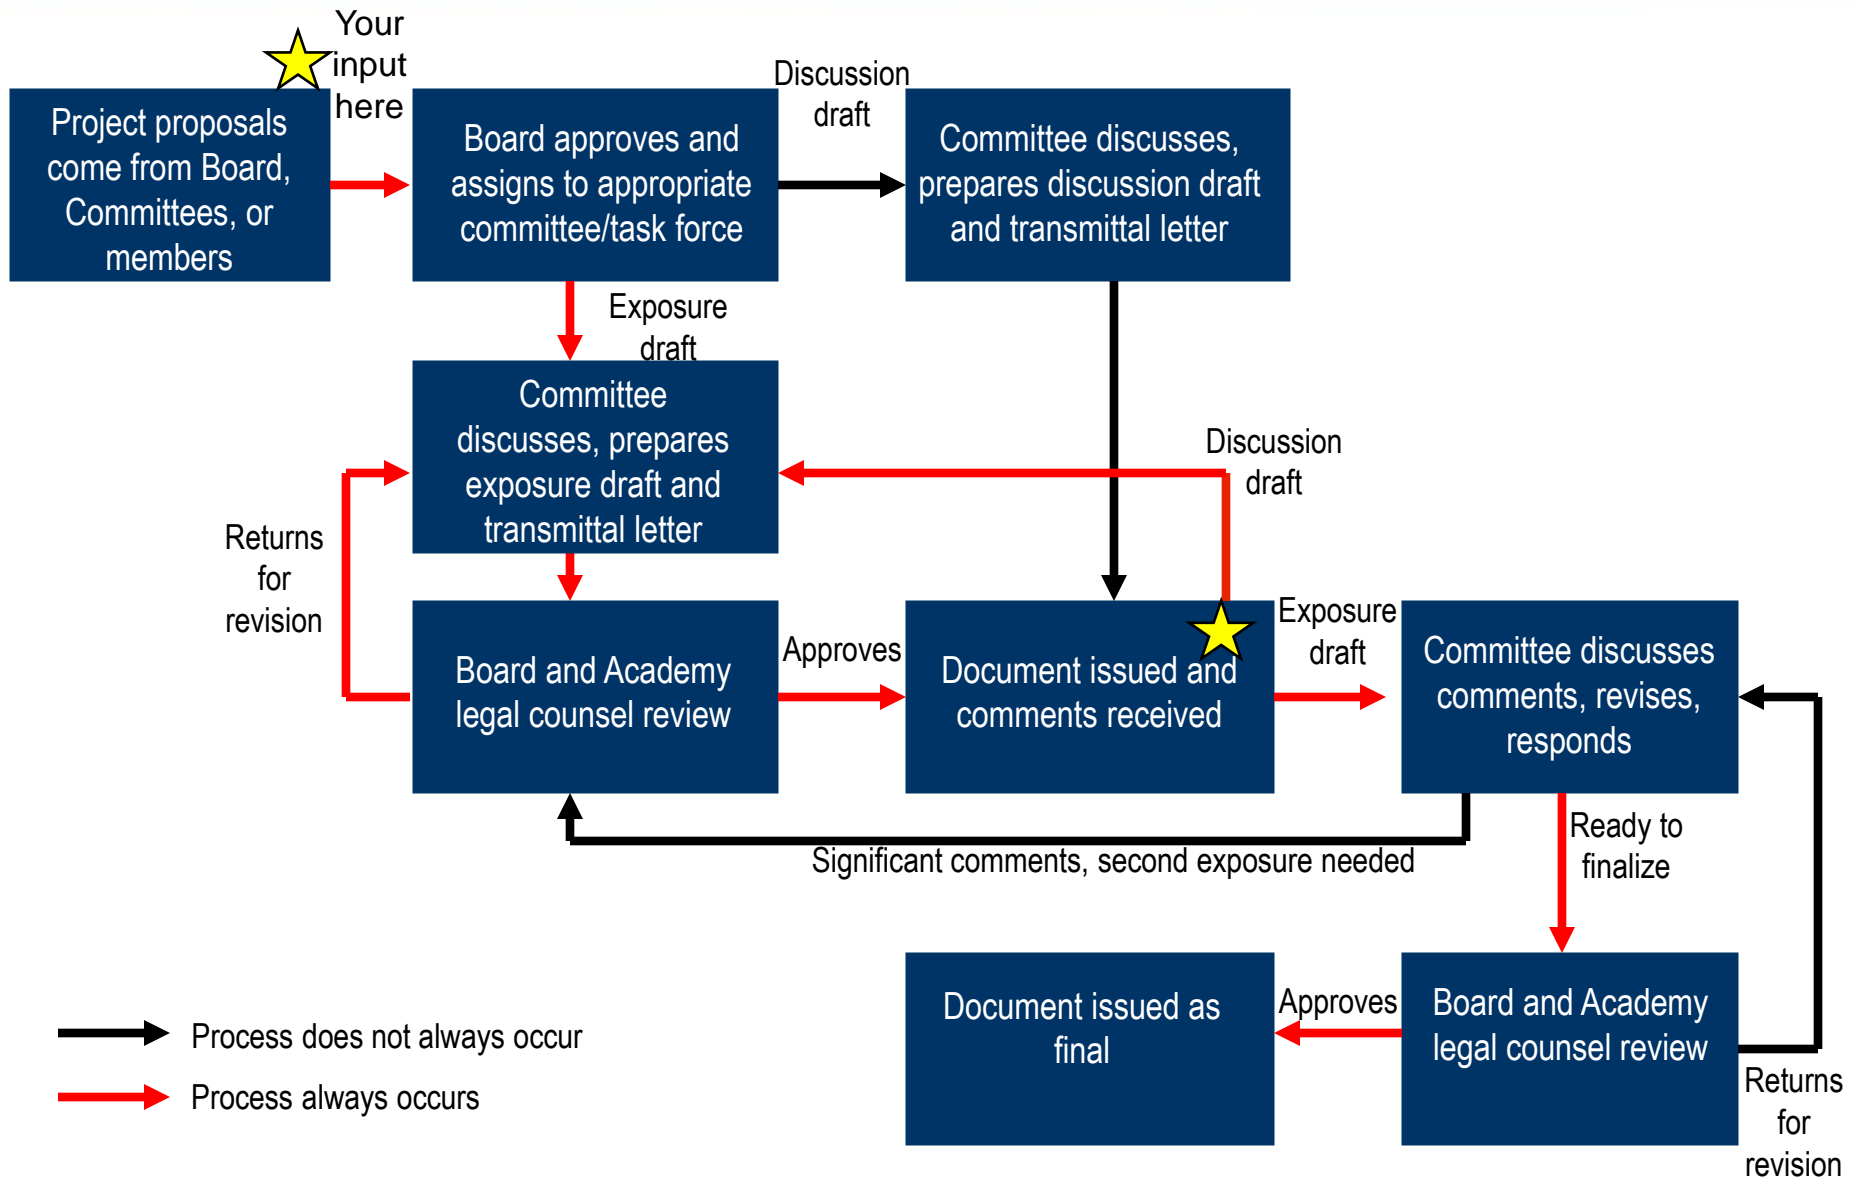 Your
input
here
Project proposals
come from Board,
Committees, or
members
Board approves and
assigns to appropriate
committee/task force
Discussion
draft
Committee discusses,
prepares discussion draft
and transmittal letter
Exposure
draft
Committee
discusses, prepares
exposure draft and
transmittal letter
Discussion
draft
Returns
for
revision
Board and Academy
legal counsel review
Approves
Document issued and
comments received
Exposure
draft
Committee discusses
comments, revises,
responds
Significant comments, second exposure needed
Ready to
finalize
Document issued as
final
Approves
Board and Academy
legal counsel review
Returns
for
revision
Process does not always occur
Process always occurs